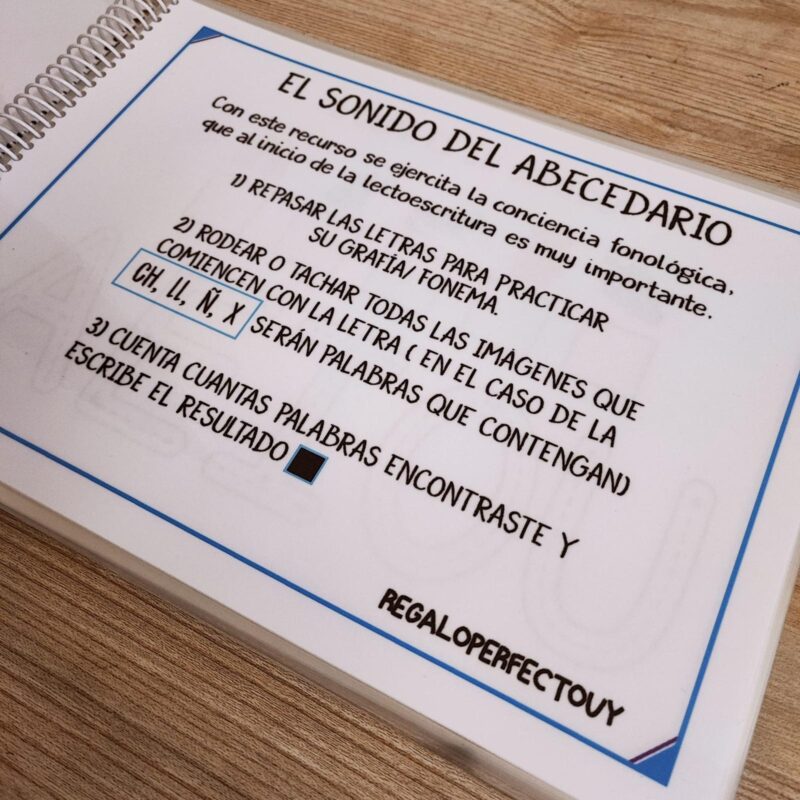 EL SONIDO DEL ABECEDARIO
Con este recurso se ejercita la conciencia fonológica,
que al inicio de la lectoescritura es muy importante.
1) REPASAR LAS LETRAS PARA PRACTICAR
SU GRAFÍA/ FONEMA.
2) RODEAR O TACHAR TODAS LAS IMÁGENES QUE
COMIENCEN CON LA LETRA ( EN EL CASO DE LA
CH, LL, Ñ, X SERÁN PALABRAS QUE CONTENGAN)
3) CUENTA CUANTAS PALABRAS ENCONTRASTE Y
ESCRIBE EL RESULTADO
REGALOPERFECTOUY